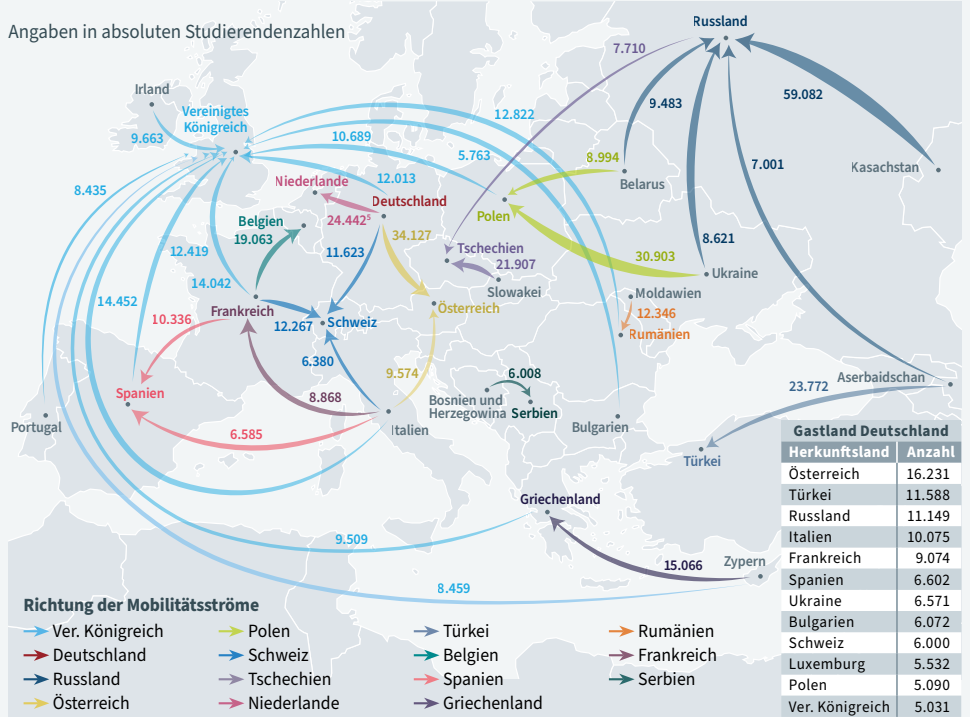 Angaben in absoluten Studierendenzahlen
Russland
7.710
Irland
Vereinigtes
Königreich
9.663
9.483
59.082
12.822
10.689
5.763
7.001
8.994
Kasachstan
8.435
Niederlande
12.013
Belarus
Deutschland
24.442⁵
Polen
Belgien
19.063
34.127
8.621
12.419
11.623
Tschechien
21.907
30.903
Ukraine
14.042
Slowakei
Moldawien
14.452
Österreich
12.346
Frankreich
10.336
12.267
Schweiz
Rumänien
6.380
9.574
6.008
Aserbaidschan
23.772
Spanien
8.868
Bosnien und
Herzegowina
Serbien
Portugal
6.585
Italien
Bulgarien
Türkei
Griechenland
9.509
15.066
Zypern
8.459
Gastland Deutschland
Herkunftsland Anzahl
Österreich 16.231
Türkei 11.588
Russland 11.149
Italien 10.075
Frankreich 9.074
Spanien 6.602
Ukraine 6.571
Bulgarien 6.072
Schweiz 6.000
Luxemburg 5.532
Polen 5.090
Ver. Königreich 5.031
Richtung der Mobilitätsströme
Ver. Königreich
Deutschland
Russland
Österreich
Polen
Schweiz
Tschechien
Niederlande
Türkei
Belgien
Spanien
Griechenland
Rumänien
Frankreich
Serbien